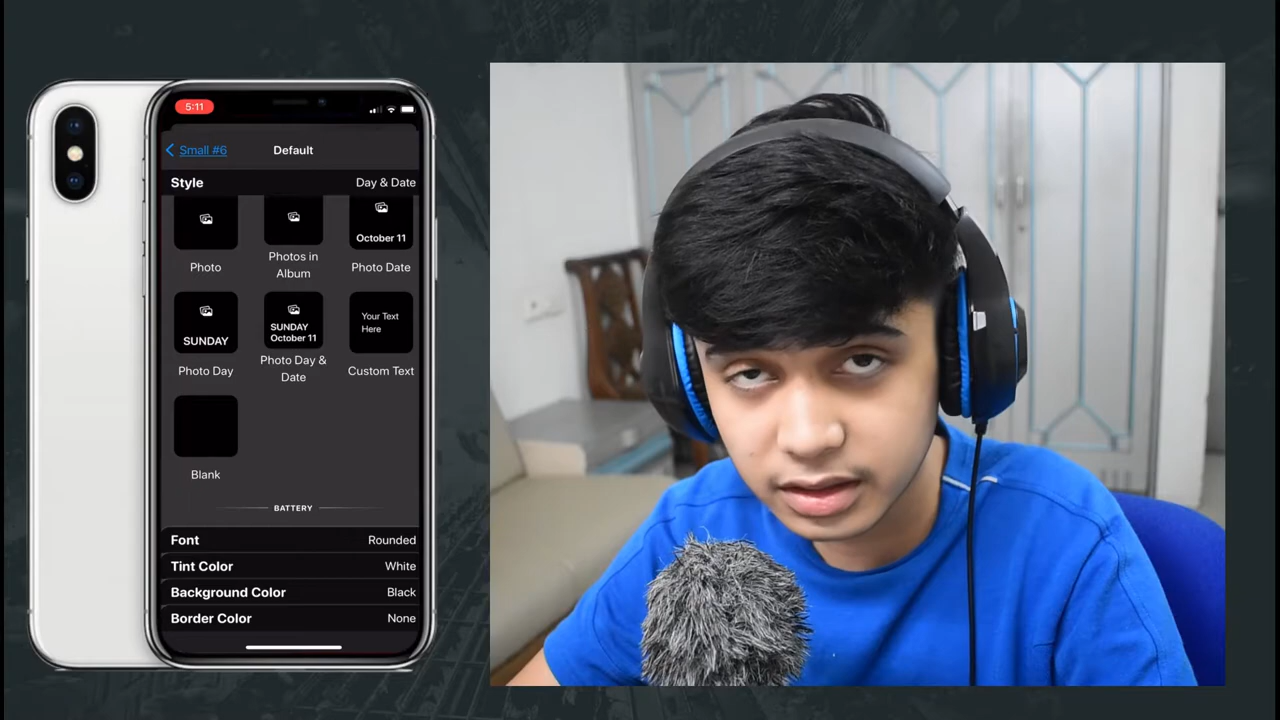 5:11
Small #6
Default
Style
Day & Date
October 11
Photo
Photos in
Album
Photo Date
SUNDAY
SUNDAY
October 11
Your Text
Here
Photo Day
Photo Day &
Date
Custom Text
Blank
BATTERY
Font
Rounded
Tint Color
White
Background Color
Black
Border Color
None